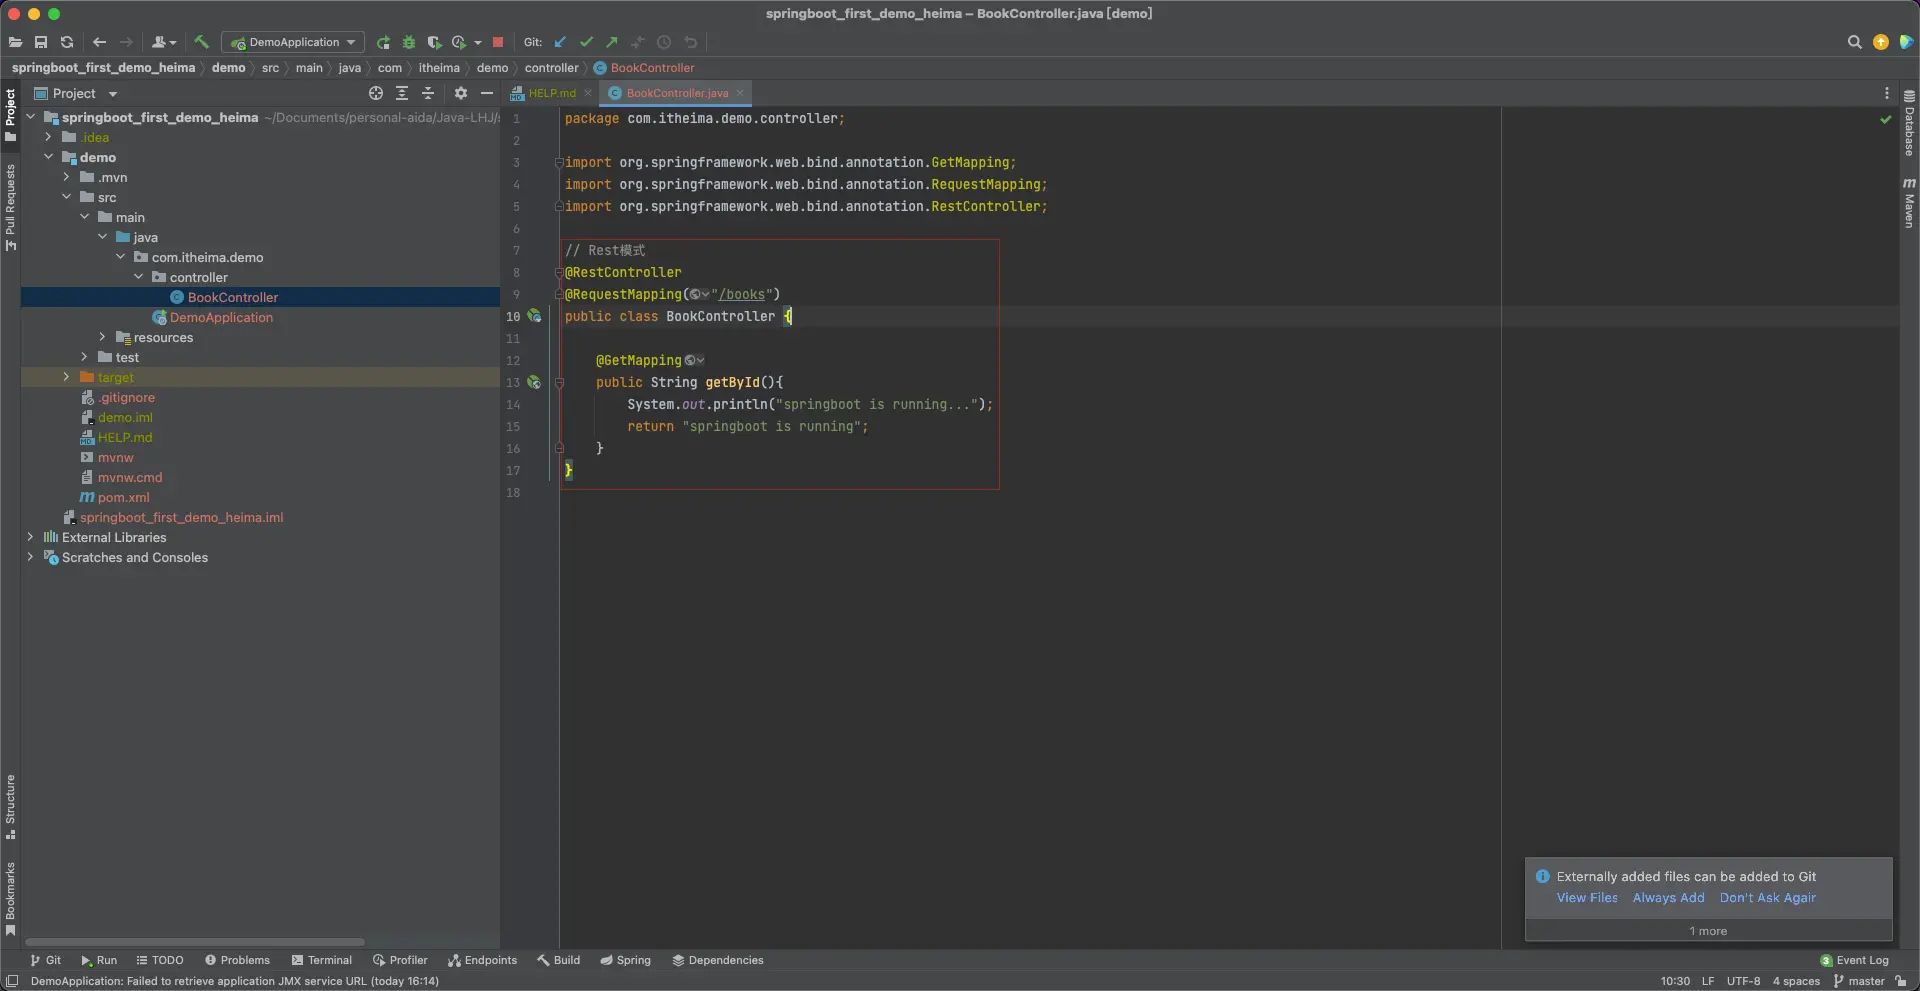 springboot_first_demo_heima – BookController.java [demo]
DemoApplication
Git:
springboot_first_demo_heima 〉 demo 〉 src 〉 main 〉 java 〉 com 〉 itheima 〉 demo 〉 controller 〉 BookController
Project
HELP.md
BookController.java
springboot_first_demo_heima ~/Documents/personal-aida/Java-LHJ/
.idea
demo
.mvn
src
main
java
com.itheima.demo
controller
BookController
DemoApplication
resources
test
target
.gitignore
demo.iml
HELP.md
mvnw
mvnw.cmd
pom.xml
springboot_first_demo_heima.iml
External Libraries
Scratches and Consoles
Project
Pull Requests
Structure
Bookmarks
1 package com.itheima.demo.controller;
2
3 import org.springframework.web.bind.annotation.GetMapping;
4 import org.springframework.web.bind.annotation.RequestMapping;
5 import org.springframework.web.bind.annotation.RestController;
6
7 // Rest模式
8 @RestController
9 @RequestMapping("/books")
10 public class BookController {
11
12 @GetMapping
13 public String getById(){
14 System.out.println("springboot is running...");
15 return "springboot is running";
16 }
17 }
18
Database
Maven
Externally added files can be added to Git
View Files Always Add Don't Ask Agair
1 more
Git Run TODO Problems Terminal Profiler Endpoints Build Spring Dependencies
3 Event Log
DemoApplication: Failed to retrieve application JMX service URL (today 16:14)
10:30 LF UTF-8 4 spaces master